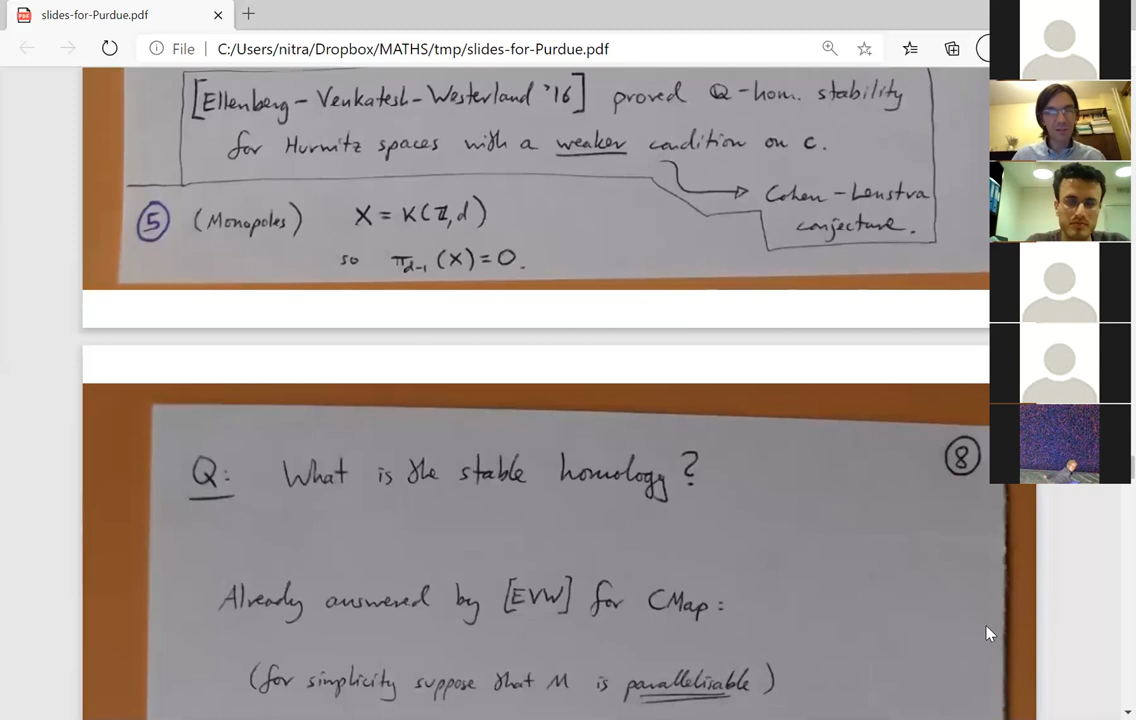 slides-for-Purdue.pdf
File C:/Users/nitra/Dropbox/MATHS/tmp/slides-for-Purdue.pdf
[Ellenberg-Venkatesh-Westerland '16] proved Q-hom. stability
for Hurwitz spaces with a weaker condition on c.
Cohen-Lenstra
conjecture.
⑤ (Monopoles) X = K(Z,d)
so π_{d-1}(X) = 0.
⑧
Q: What is the stable homology?
Already answered by [EVW] for CMap:
(for simplicity suppose that M is parallelisable)